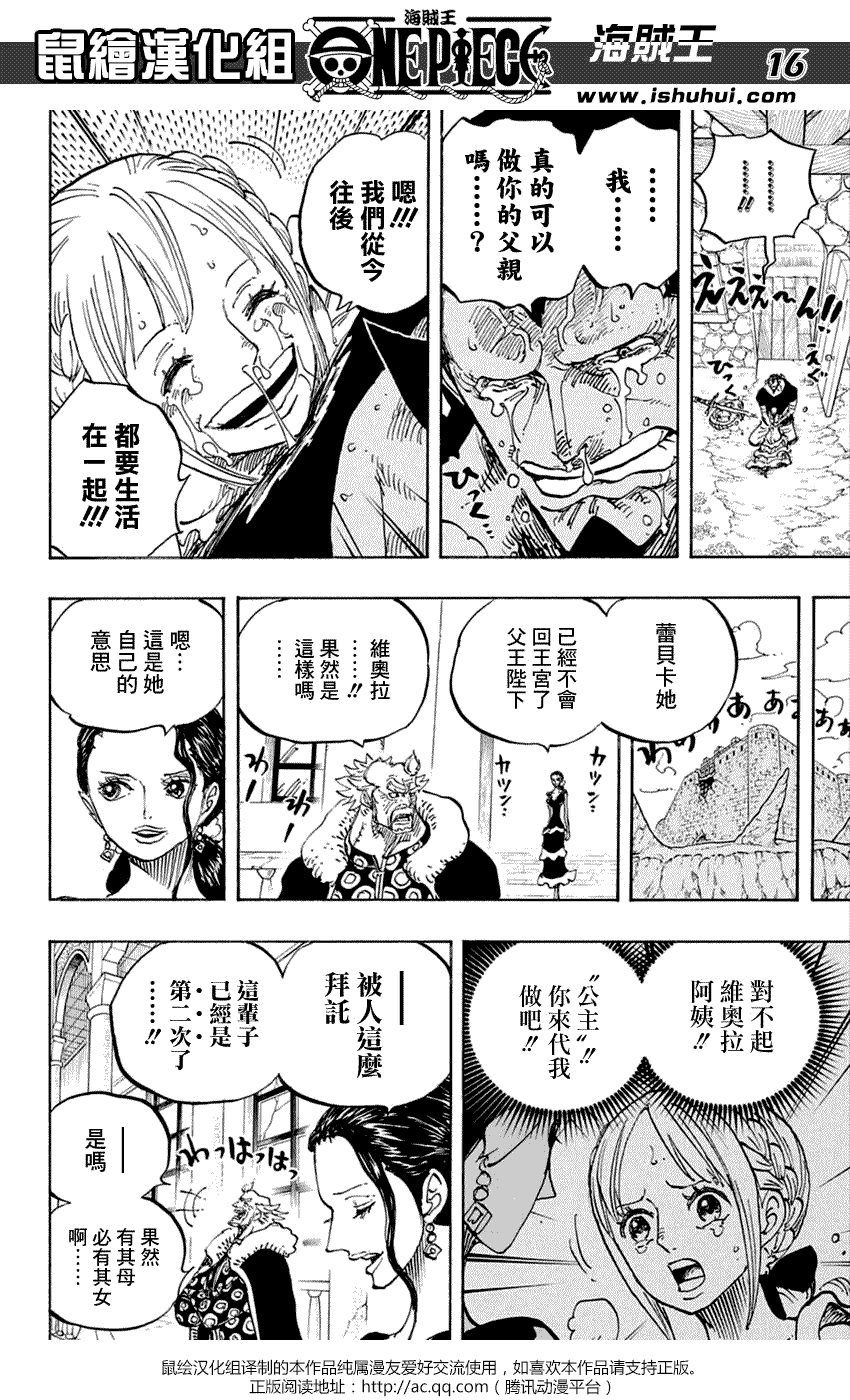 鼠繪漢化組
海賊王
ONE PIECE
海賊王
www.ishuhui.com
16
…………!!
えええ〜ん!!
えぐ
ひっく
……
我……
真的可以
做你的父親
嗎……?
ひっく
嗯!!!
我們從今
往後
都要生活
在一起!!!
わあああああ
蕾貝卡她
已經不會
回王宮了
父王陛下
カツン…
カツン…
維奧拉
……!!
果然是
這樣嗎
……
わっ
わっ
嗯…
這是她
自己的
意思
對不起
維奧拉
阿姨!!
“公主”!!
你來代我
做吧!!
——
被人這麼
拜託
這輩子
已經是
第二次了
……!!
わっはっはっ
——
是嗎
果然
有其母
必有其女
啊……
鼠绘汉化组译制的本作品纯属漫友爱好交流使用，如喜欢本作品请支持正版。
正版阅读地址：http://ac.qq.com（腾讯动漫平台）